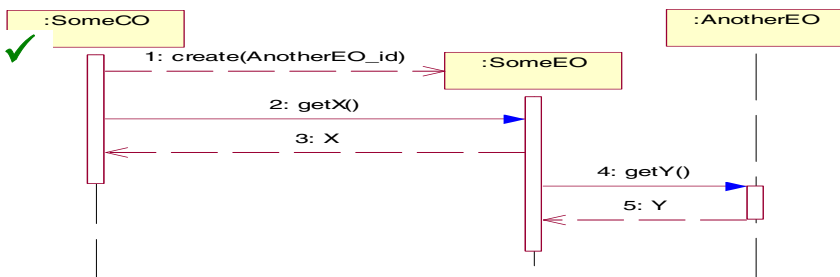 :SomeCO
:AnotherEO
1: create(AnotherEO_id)
:SomeEO
2: getX()
3: X
4: getY()
5: Y